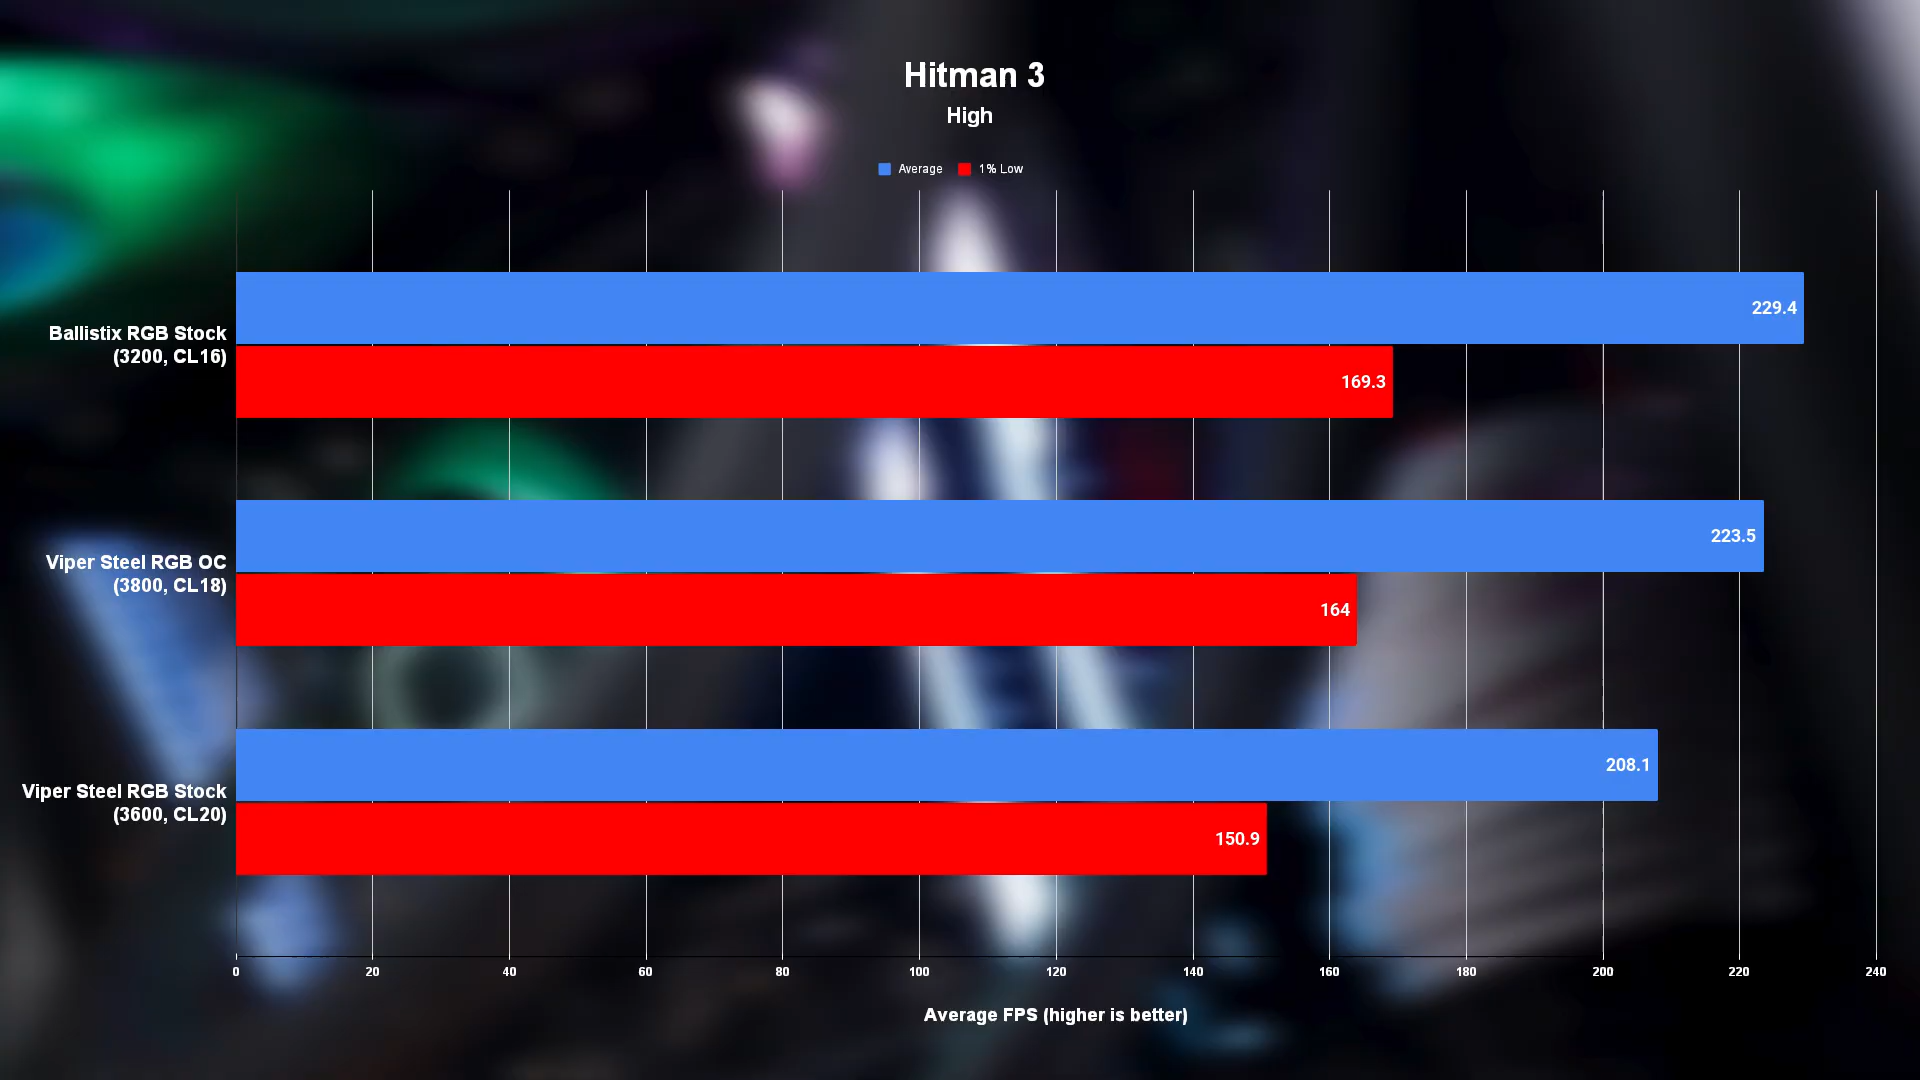 Hitman 3
High
Average
1% Low
Ballistix RGB Stock
(3200, CL16)
229.4
169.3
Viper Steel RGB OC
(3800, CL18)
223.5
164
Viper Steel RGB Stock
(3600, CL20)
208.1
150.9
0 20 40 60 80 100 120 140 160 180 200 220 240
Average FPS (higher is better)